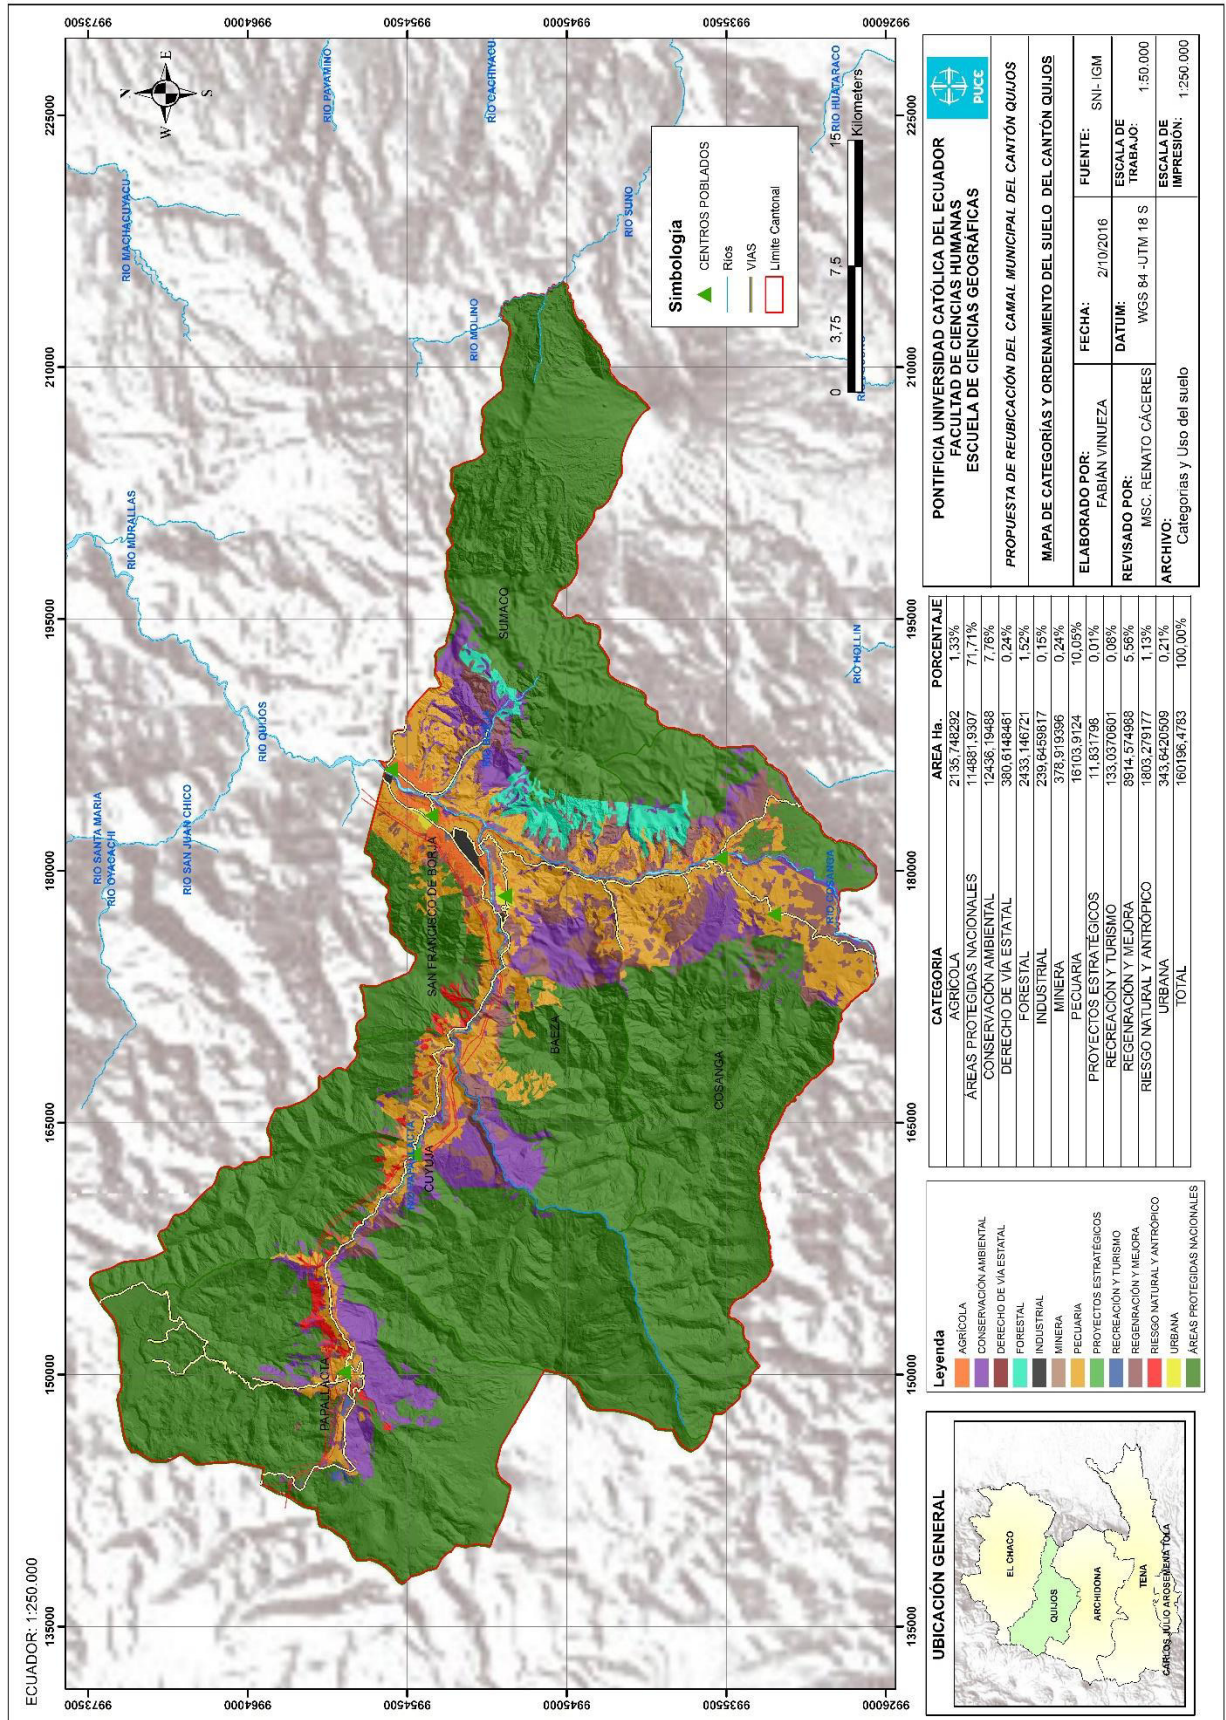 ECUADOR: 1:250.000
135000
150000
165000
180000
195000
210000
225000
9973500
9964000
9954500
9945000
9935500
9926000
N
W
E
S
RIO SANTA MARIA
RIO OYACACHI
RIO SAN JUAN CHICO
RIO QUIJOS
RIO MURALLAS
RIO MACHACUYACU
RIO PAYAMINO
RIO CACHIYACU
RIO MOLINO
RIO SUNO
RIO HUATARACO
RIO HOLLIN
RIO COSANGA
PAPALLACTA
CUYUJA
SAN FRANCISCO DE BORJA
BAEZA
COSANGA
SUMACO
Simbología
CENTROS POBLADOS
Ríos
VIAS
Límite Cantonal
0
3,75
7,5
15
Kilometers
UBICACIÓN GENERAL
EL CHACO
QUIJOS
ARCHIDONA
TENA
CARLOS JULIO AROSEMENA TOLA
Leyenda
AGRÍCOLA
CONSERVACIÓN AMBIENTAL
DERECHO DE VÍA ESTATAL
FORESTAL
INDUSTRIAL
MINERA
PECUARIA
PROYECTOS ESTRATÉGICOS
RECREACIÓN Y TURISMO
REGENRACIÓN Y MEJORA
RIESGO NATURAL Y ANTRÓPICO
URBANA
ÁREAS PROTEGIDAS NACIONALES
CATEGORIA AREA Ha. PORCENTAJE
AGRÍCOLA 2135,748292 1,33%
ÁREAS PROTEGIDAS NACIONALES 114881,9307 71,71%
CONSERVACIÓN AMBIENTAL 12436,19488 7,76%
DERECHO DE VÍA ESTATAL 380,6148461 0,24%
FORESTAL 2433,146721 1,52%
INDUSTRIAL 239,6459817 0,15%
MINERA 378,919396 0,24%
PECUARIA 16103,9124 10,05%
PROYECTOS ESTRATÉGICOS 11,831798 0,01%
RECREACIÓN Y TURISMO 133,0370601 0,08%
REGENRACIÓN Y MEJORA 8914,574968 5,56%
RIESGO NATURAL Y ANTRÓPICO 1803,279177 1,13%
URBANA 343,6420509 0,21%
TOTAL 160196,4783 100,00%
PONTIFICIA UNIVERSIDAD CATÓLICA DEL ECUADOR
FACULTAD DE CIENCIAS HUMANAS
ESCUELA DE CIENCIAS GEOGRÁFICAS
PUCE
PROPUESTA DE REUBICACIÓN DEL CAMAL MUNICIPAL DEL CANTÓN QUIJOS
MAPA DE CATEGORÍAS Y ORDENAMIENTO DEL SUELO DEL CANTÓN QUIJOS
ELABORADO POR:
FABIÁN VINUEZA
FECHA:
2/10/2016
FUENTE:
SNI- IGM
REVISADO POR:
MSC. RENATO CÁCERES
DATUM:
WGS 84 -UTM 18 S
ESCALA DE TRABAJO:
1:50.000
ARCHIVO:
Categorias y Uso del suelo
ESCALA DE IMPRESIÓN:
1:250.000